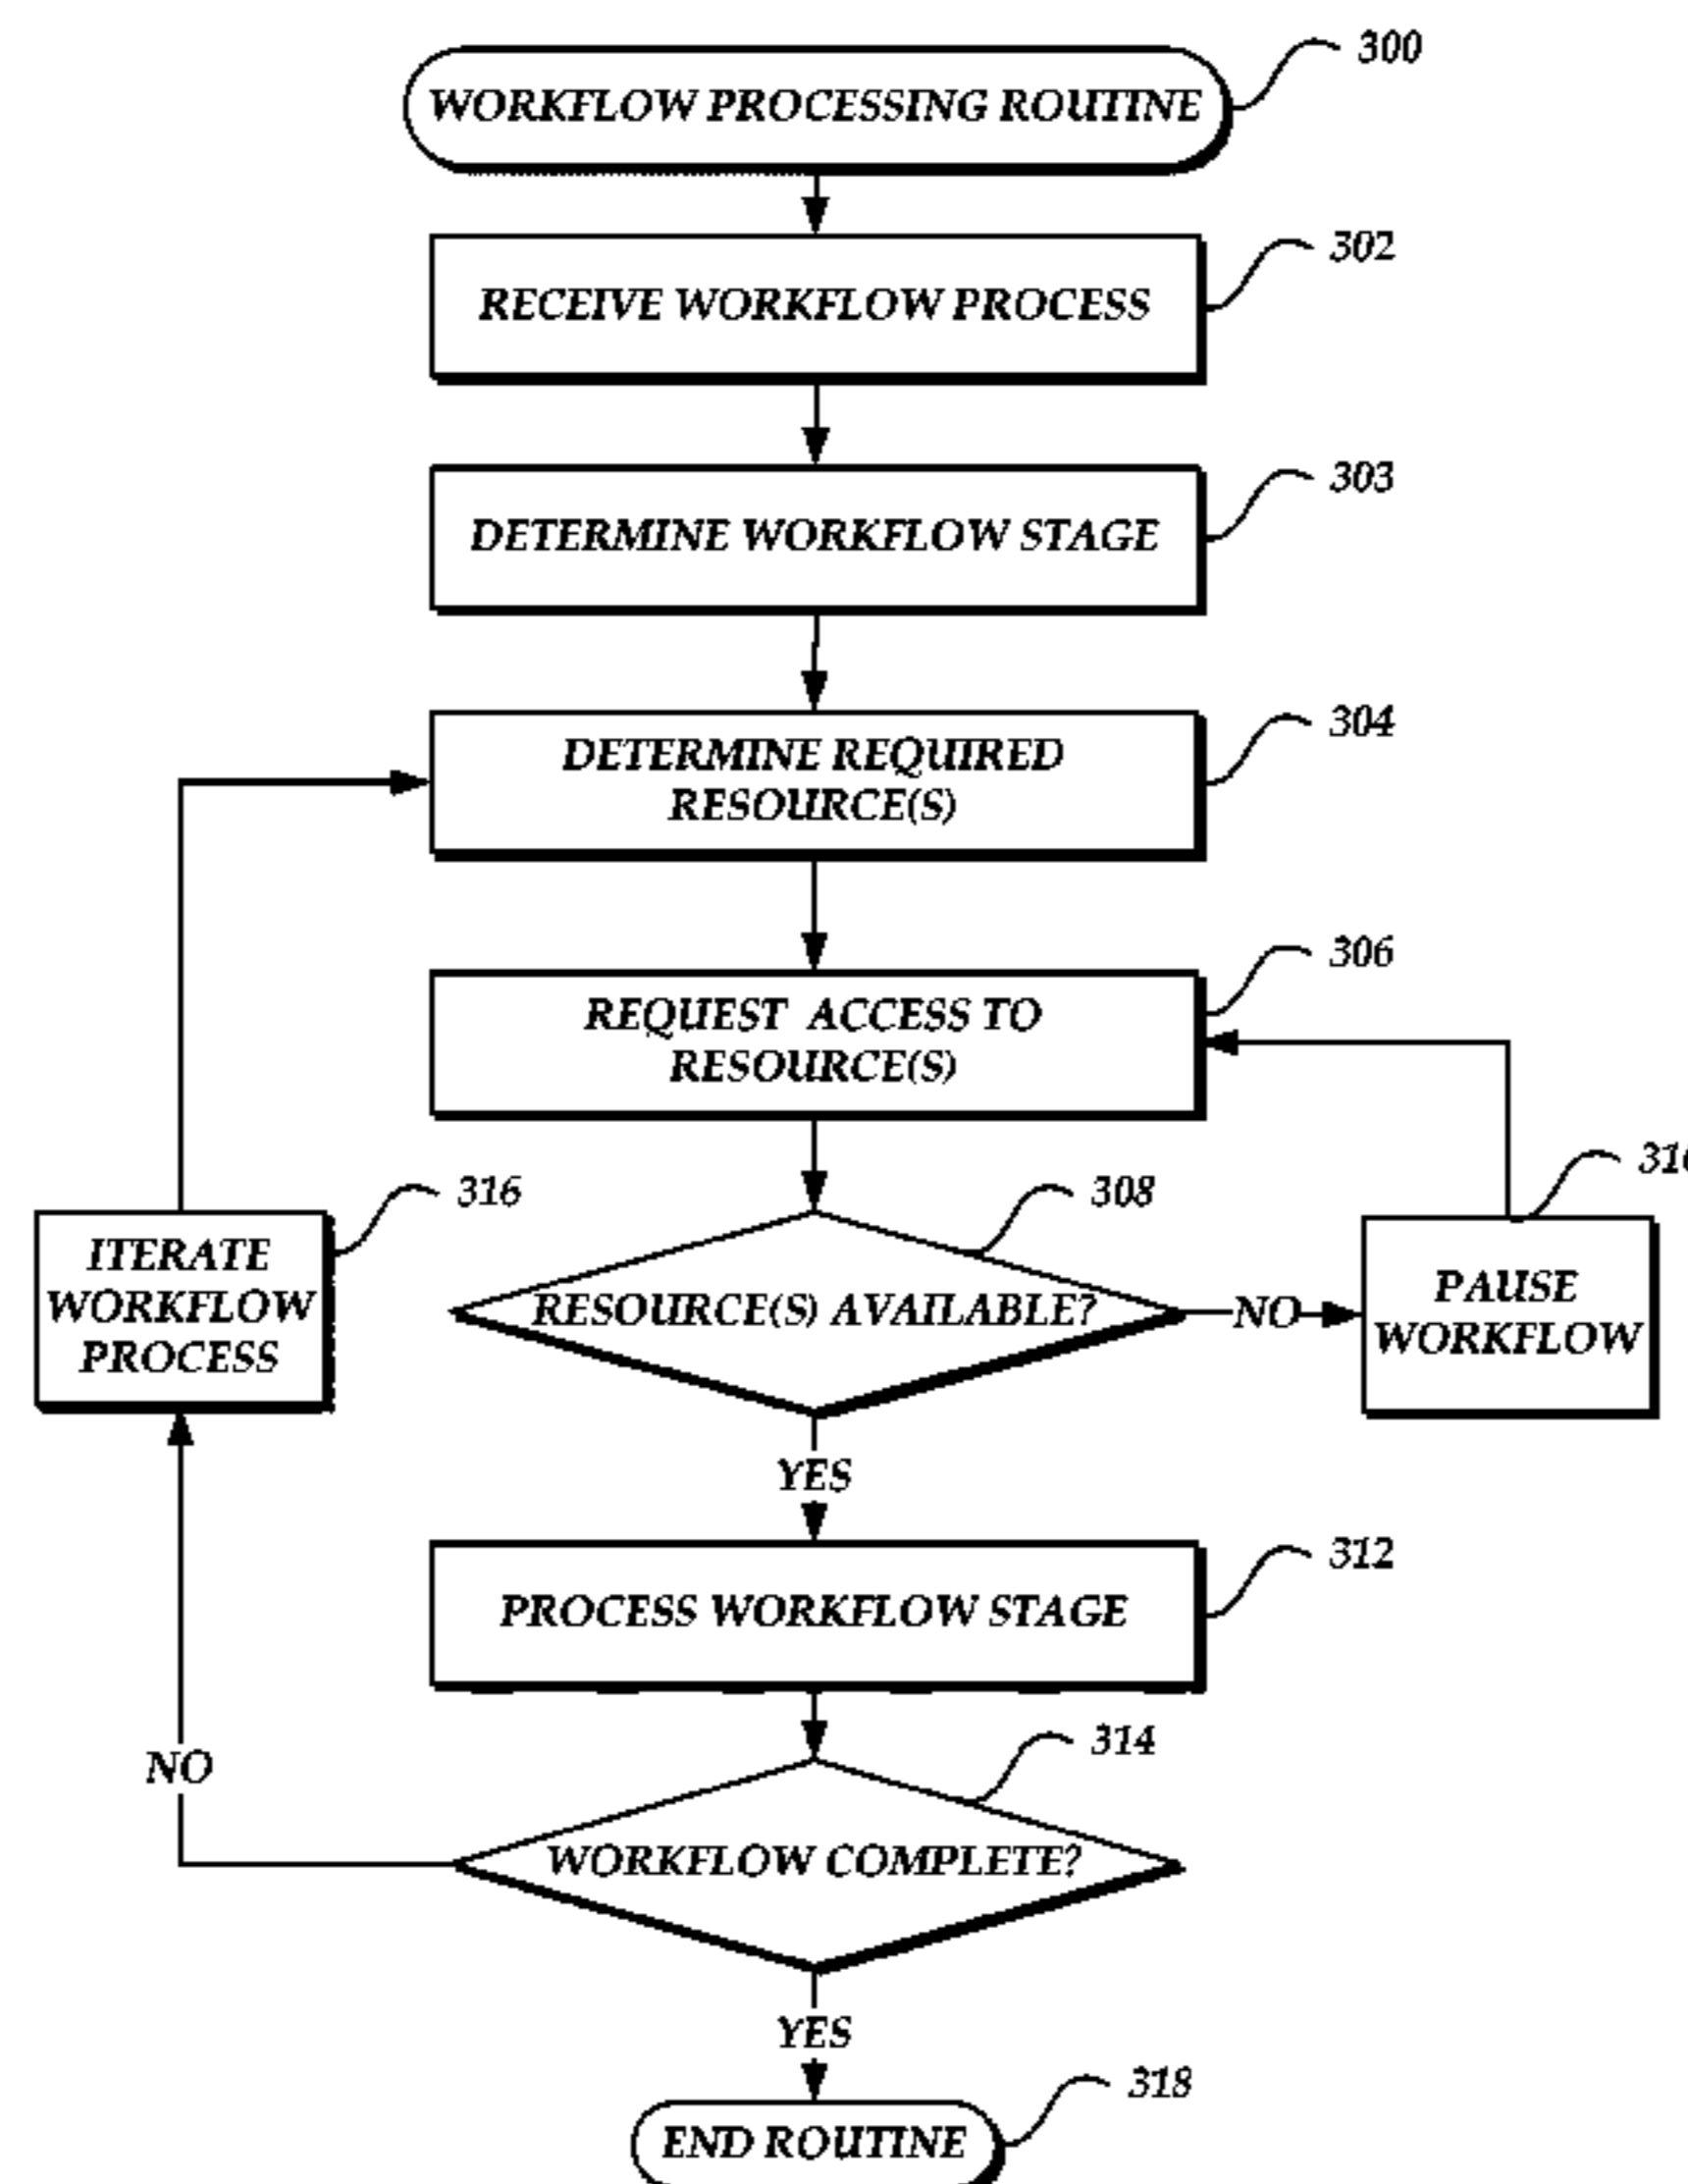 300
WORKFLOW PROCESSING ROUTINE
302
RECEIVE WORKFLOW PROCESS
303
DETERMINE WORKFLOW STAGE
304
DETERMINE REQUIRED
RESOURCE(S)
306
REQUEST ACCESS TO
RESOURCE(S)
316
ITERATE
WORKFLOW
PROCESS
308
RESOURCE(S) AVAILABLE?
NO
PAUSE
WORKFLOW
YES
312
PROCESS WORKFLOW STAGE
314
WORKFLOW COMPLETE?
NO
YES
318
END ROUTINE